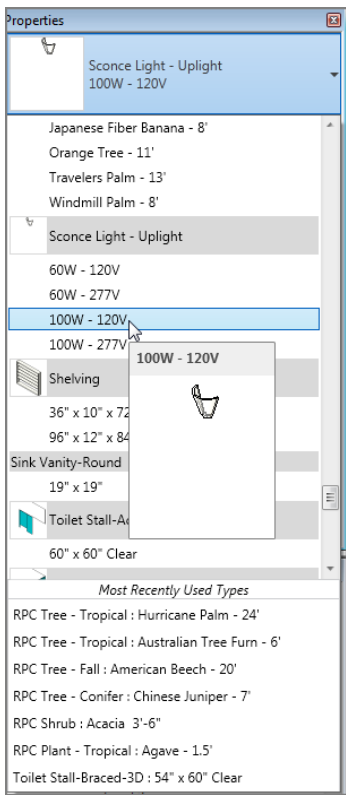 Properties
Sconce Light - Uplight
100W - 120V
Japanese Fiber Banana - 8'
Orange Tree - 11'
Travelers Palm - 13'
Windmill Palm - 8'
Sconce Light - Uplight
60W - 120V
60W - 277V
100W - 120V
100W - 277V
100W - 120V
Shelving
36" x 10" x 72
96" x 12" x 84
Sink Vanity-Round
19" x 19"
Toilet Stall-Ac
60" x 60" Clear
Most Recently Used Types
RPC Tree - Tropical : Hurricane Palm - 24'
RPC Tree - Tropical : Australian Tree Furn - 6'
RPC Tree - Fall : American Beech - 20'
RPC Tree - Conifer : Chinese Juniper - 7'
RPC Shrub : Acacia 3'-6"
RPC Plant - Tropical : Agave - 1.5'
Toilet Stall-Braced-3D : 54" x 60" Clear